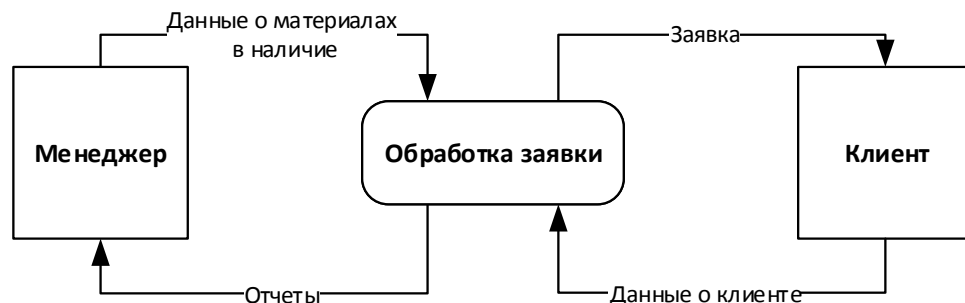 Данные о материалах
в наличие
Заявка
Менеджер
Обработка заявки
Клиент
Отчеты
Данные о клиенте